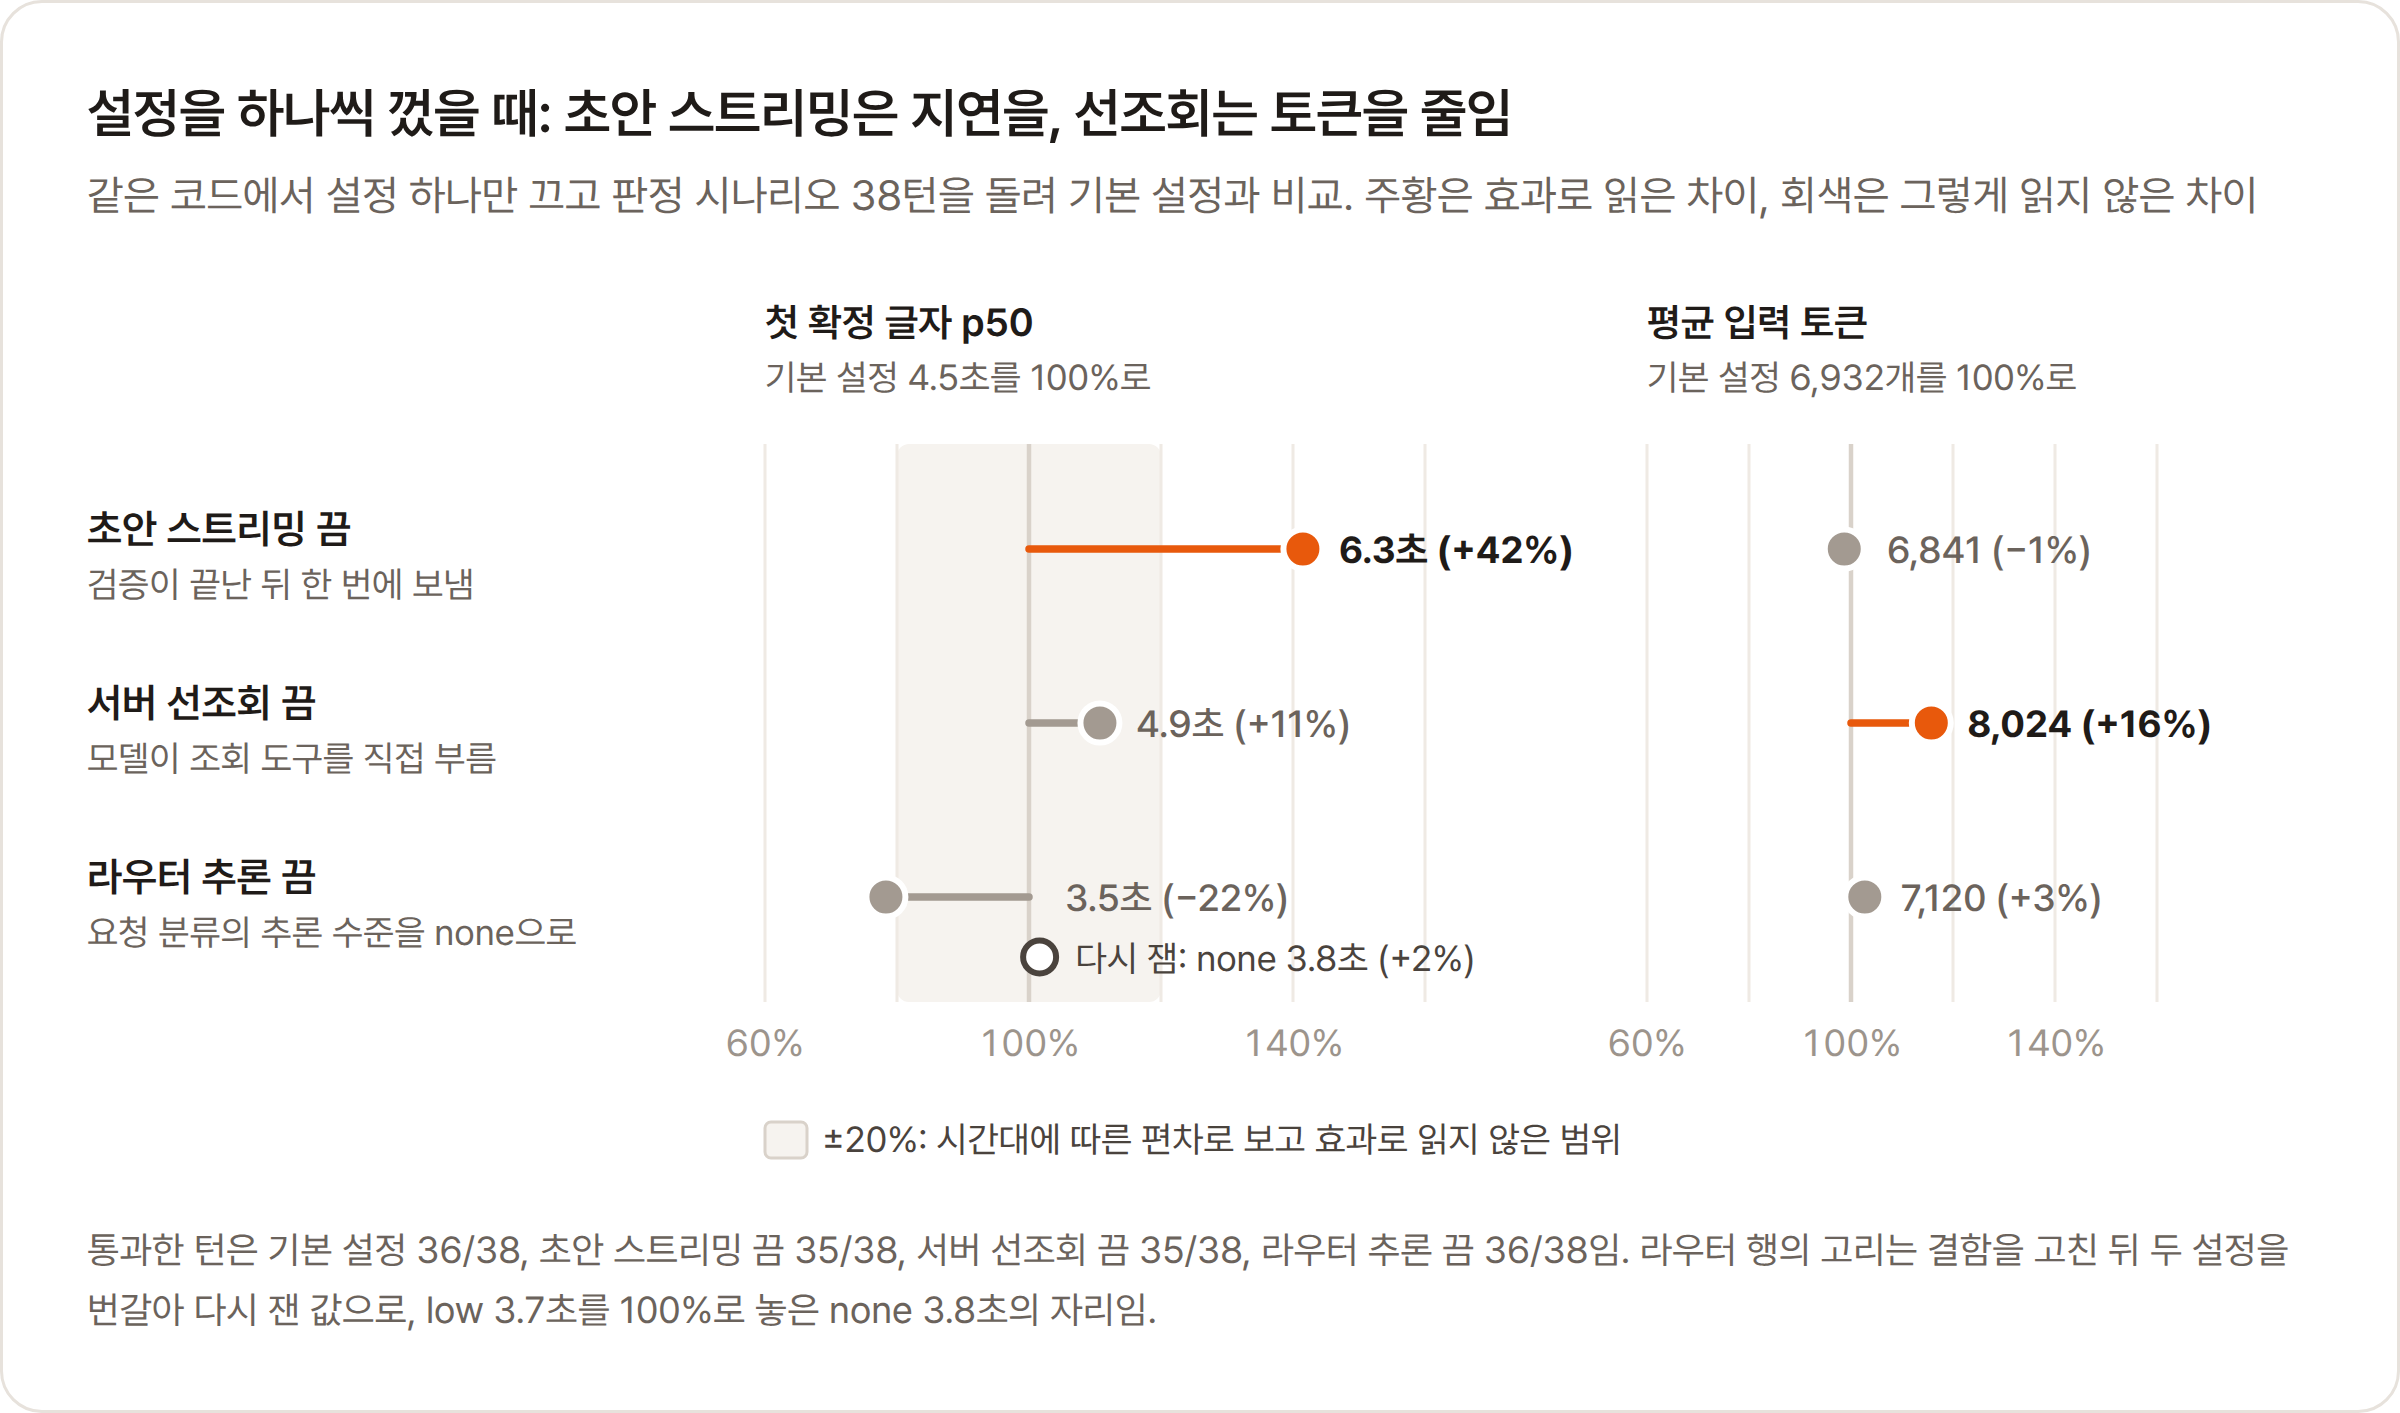 설정을 하나씩 껐을 때: 초안 스트리밍은 지연을, 선조회는 토큰을 줄임
같은 코드에서 설정 하나만 끄고 판정 시나리오 38턴을 돌려 기본 설정과 비교. 주황은 효과로 읽은 차이, 회색은 그렇게 읽지 않은 차이
첫 확정 글자 p50
기본 설정 4.5초를 100%로
평균 입력 토큰
기본 설정 6,932개를 100%로
초안 스트리밍 끔
검증이 끝난 뒤 한 번에 보냄
6.3초 (+42%)
6,841 (−1%)
서버 선조회 끔
모델이 조회 도구를 직접 부름
4.9초 (+11%)
8,024 (+16%)
라우터 추론 끔
요청 분류의 추론 수준을 none으로
3.5초 (−22%)
다시 잼: none 3.8초 (+2%)
7,120 (+3%)
60%
100%
140%
60%
100%
140%
±20%: 시간대에 따른 편차로 보고 효과로 읽지 않은 범위
통과한 턴은 기본 설정 36/38, 초안 스트리밍 끔 35/38, 서버 선조회 끔 35/38, 라우터 추론 끔 36/38임. 라우터 행의 고리는 결함을 고친 뒤 두 설정을
번갈아 다시 잰 값으로, low 3.7초를 100%로 놓은 none 3.8초의 자리임.